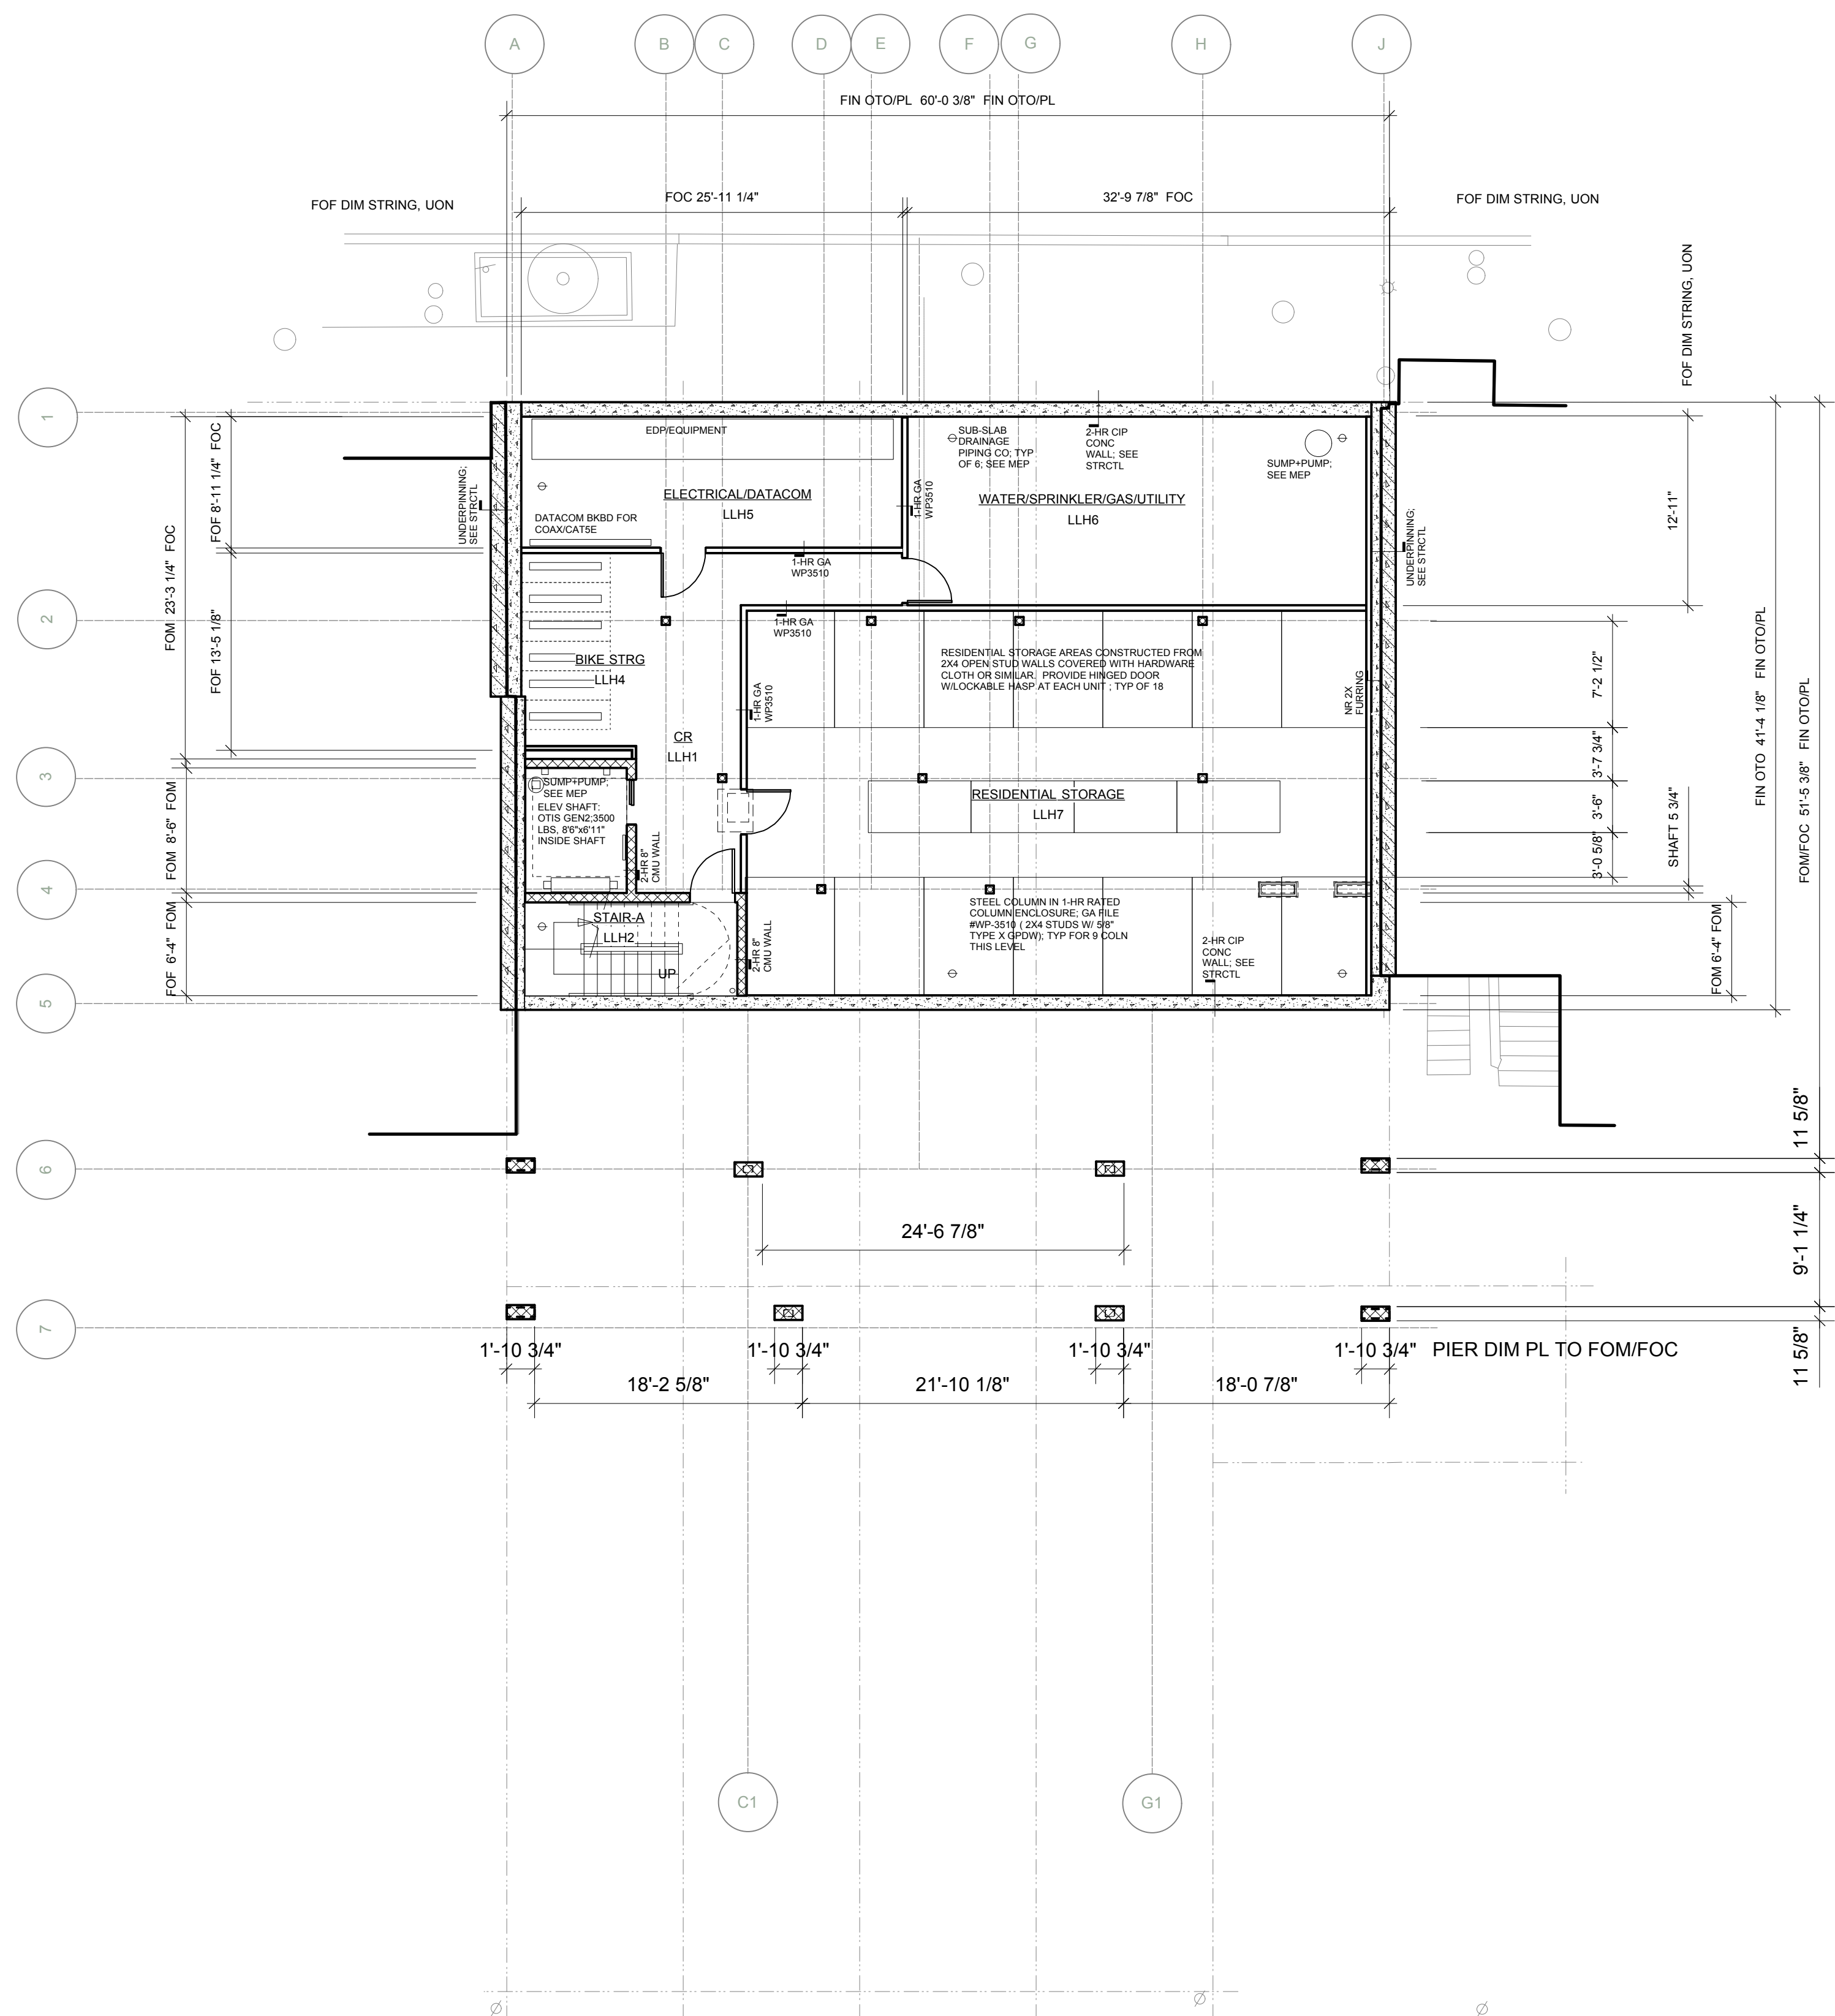 A
B
C
D
E
F
G
H
J
FIN OTO/PL 60'-0 3/8" FIN OTO/PL
FOF DIM STRING, UON
FOC 25'-11 1/4"
32'-9 7/8" FOC
FOF DIM STRING, UON
FOF DIM STRING, UON
1
2
3
4
5
6
7
FOM 23'-3 1/4" FOC
FOF 8'-11 1/4" FOC
FOF 13'-5 1/8"
FOM 8'-6" FOM
FOF 6'-4" FOM
UNDERPINNING;
SEE STRCTL
EDP/EQUIPMENT
ELECTRICAL/DATACOM
LLH5
DATACOM BKBD FOR
COAX/CAT5E
1-HR GA
WP3510
SUB-SLAB
DRAINAGE
PIPING CO; TYP
OF 6; SEE MEP
2-HR CIP
CONC
WALL; SEE
STRCTL
SUMP+PUMP;
SEE MEP
WATER/SPRINKLER/GAS/UTILITY
LLH6
1-HR GA
WP3510
1-HR GA
WP3510
UNDERPINNING;
SEE STRCTL
12'-11"
BIKE STRG
LLH4
1-HR GA
WP3510
RESIDENTIAL STORAGE AREAS CONSTRUCTED FROM
2X4 OPEN STUD WALLS COVERED WITH HARDWARE
CLOTH OR SIMILAR. PROVIDE HINGED DOOR
W/LOCKABLE HASP AT EACH UNIT ; TYP OF 18
NR 2X
FURRING
CR
LLH1
SUMP+PUMP;
SEE MEP
ELEV SHAFT:
OTIS GEN2;3500
LBS, 8'6"x6'11"
INSIDE SHAFT
2-HR 8"
CMU WALL
RESIDENTIAL STORAGE
LLH7
STAIR-A
LLH2
UP
2-HR 8"
CMU WALL
STEEL COLUMN IN 1-HR RATED
COLUMN ENCLOSURE; GA FILE
#WP-3510 ( 2X4 STUDS W/ 5/8"
TYPE X GPDW); TYP FOR 9 COLN
THIS LEVEL
2-HR CIP
CONC
WALL; SEE
STRCTL
7'-2 1/2"
3'-7 3/4"
3'-6"
3'-0 5/8"
SHAFT 5 3/4"
FOM 6'-4" FOM
FIN OTO 41'-4 1/8" FIN OTO/PL
FOM/FOC 51'-5 3/8" FIN OTO/PL
11 5/8"
9'-1 1/4"
11 5/8"
24'-6 7/8"
1'-10 3/4"
1'-10 3/4"
1'-10 3/4"
1'-10 3/4"
PIER DIM PL TO FOM/FOC
18'-2 5/8"
21'-10 1/8"
18'-0 7/8"
C1
G1